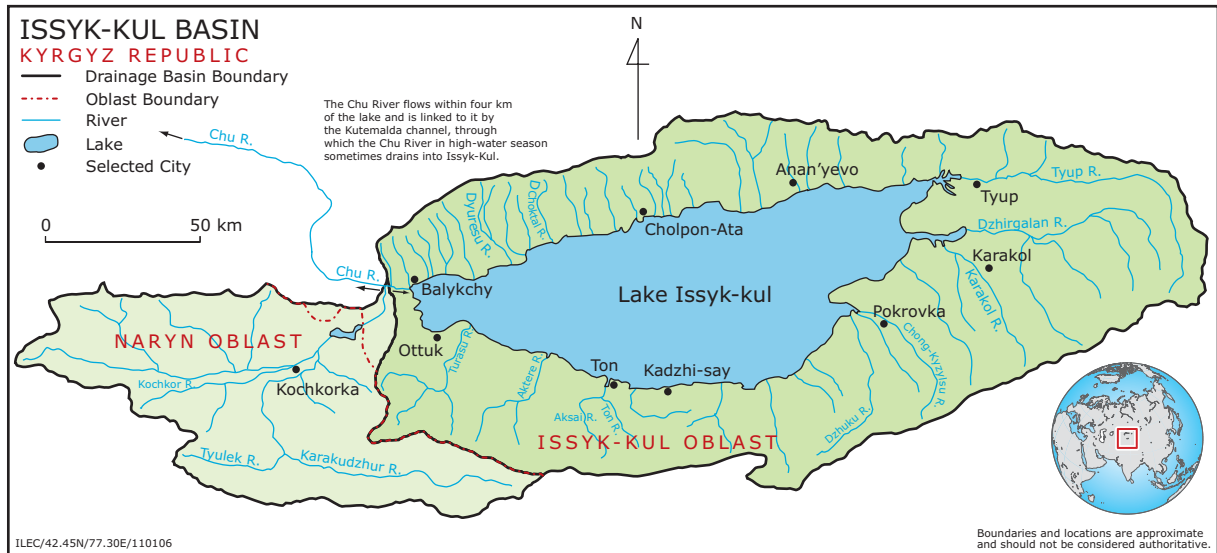 ISSYK-KUL BASIN
KYRGYZ REPUBLIC
Drainage Basin Boundary
Oblast Boundary
River
Lake
Selected City
0
50 km
N
The Chu River flows within four km
of the lake and is linked to it by
the Kutemalda channel, through
which the Chu River in high-water season
sometimes drains into Issyk-Kul.
Chu R.
Chu R.
Dyuresu R.
D'Choktal R.
Cholpon-Ata
Anan'yevo
Tyup
Tyup R.
Dzhirgalan R.
Karakol
Karakol R.
Balykchy
Lake Issyk-kul
Pokrovka
Chong-Kyzylsu R.
NARYN OBLAST
Ottuk
Turasu R.
Aktere R.
Ton
Kadzhi-say
Kochkor R.
Kochkorka
Aksai R.
Ton R.
Dzhuku R.
ISSYK-KUL OBLAST
Tyulek R.
Karakudzhur R.
ILEC/42.45N/77.30E/110106
Boundaries and locations are approximate
and should not be considered authoritative.